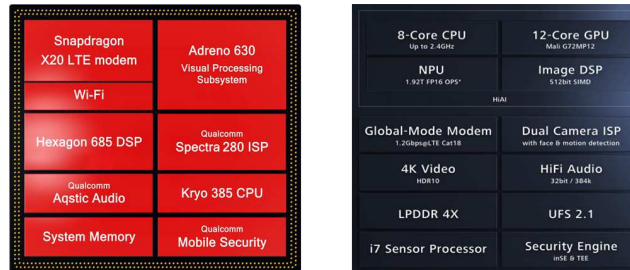 Snapdragon
X20 LTE modem
Wi-Fi
Hexagon 685 DSP
Qualcomm
Aqstic Audio
System Memory
Adreno 630
Visual Processing
Subsystem
Qualcomm
Spectra 280 ISP
Kryo 385 CPU
Qualcomm
Mobile Security
8-Core CPU
Up to 2.4GHz
12-Core GPU
Mali G72MP12
NPU
1.92T FP16 OPS*
Image DSP
512bit SIMD
HiAI
Global-Mode Modem
1.2Gbps@LTE Cat18
Dual Camera ISP
with face & motion detection
4K Video
HDR10
HiFi Audio
32bit / 384k
LPDDR 4X
UFS 2.1
i7 Sensor Processor
Security Engine
inSE & TEE